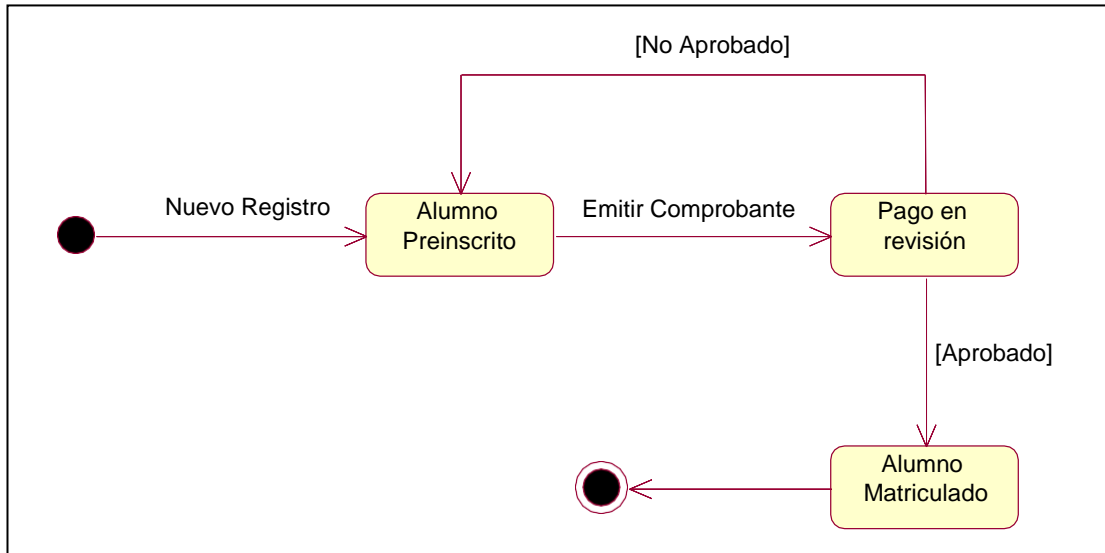 [No Aprobado]
Nuevo Registro
Alumno
Preinscrito
Emitir Comprobante
Pago en
revisión
[Aprobado]
Alumno
Matriculado